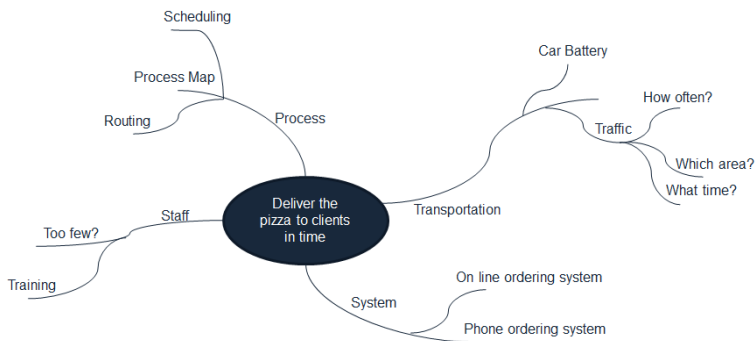 Scheduling
Car Battery
Process Map
How often?
Routing
Process
Traffic
Which area?
What time?
Deliver the
pizza to clients
in time
Transportation
Staff
Too few?
Training
On line ordering system
System
Phone ordering system